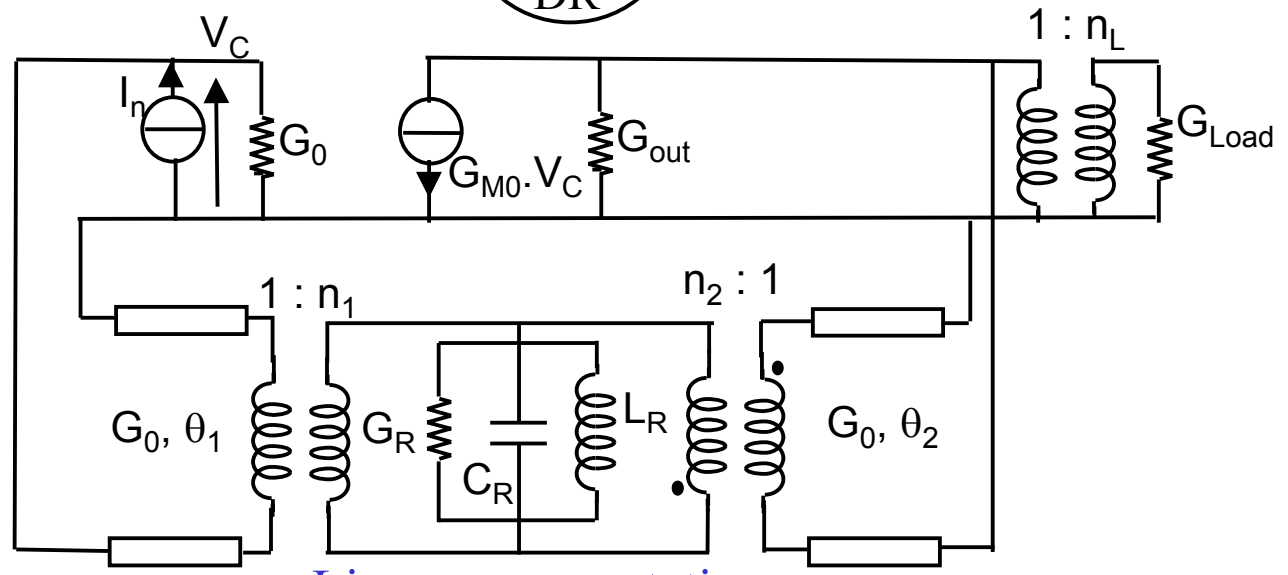 DR
1 : n_L
V_C
I_n
G_0
G_M0.V_C
G_out
G_Load
1 : n_1
n_2 : 1
G_0, θ_1
G_R
C_R
L_R
G_0, θ_2